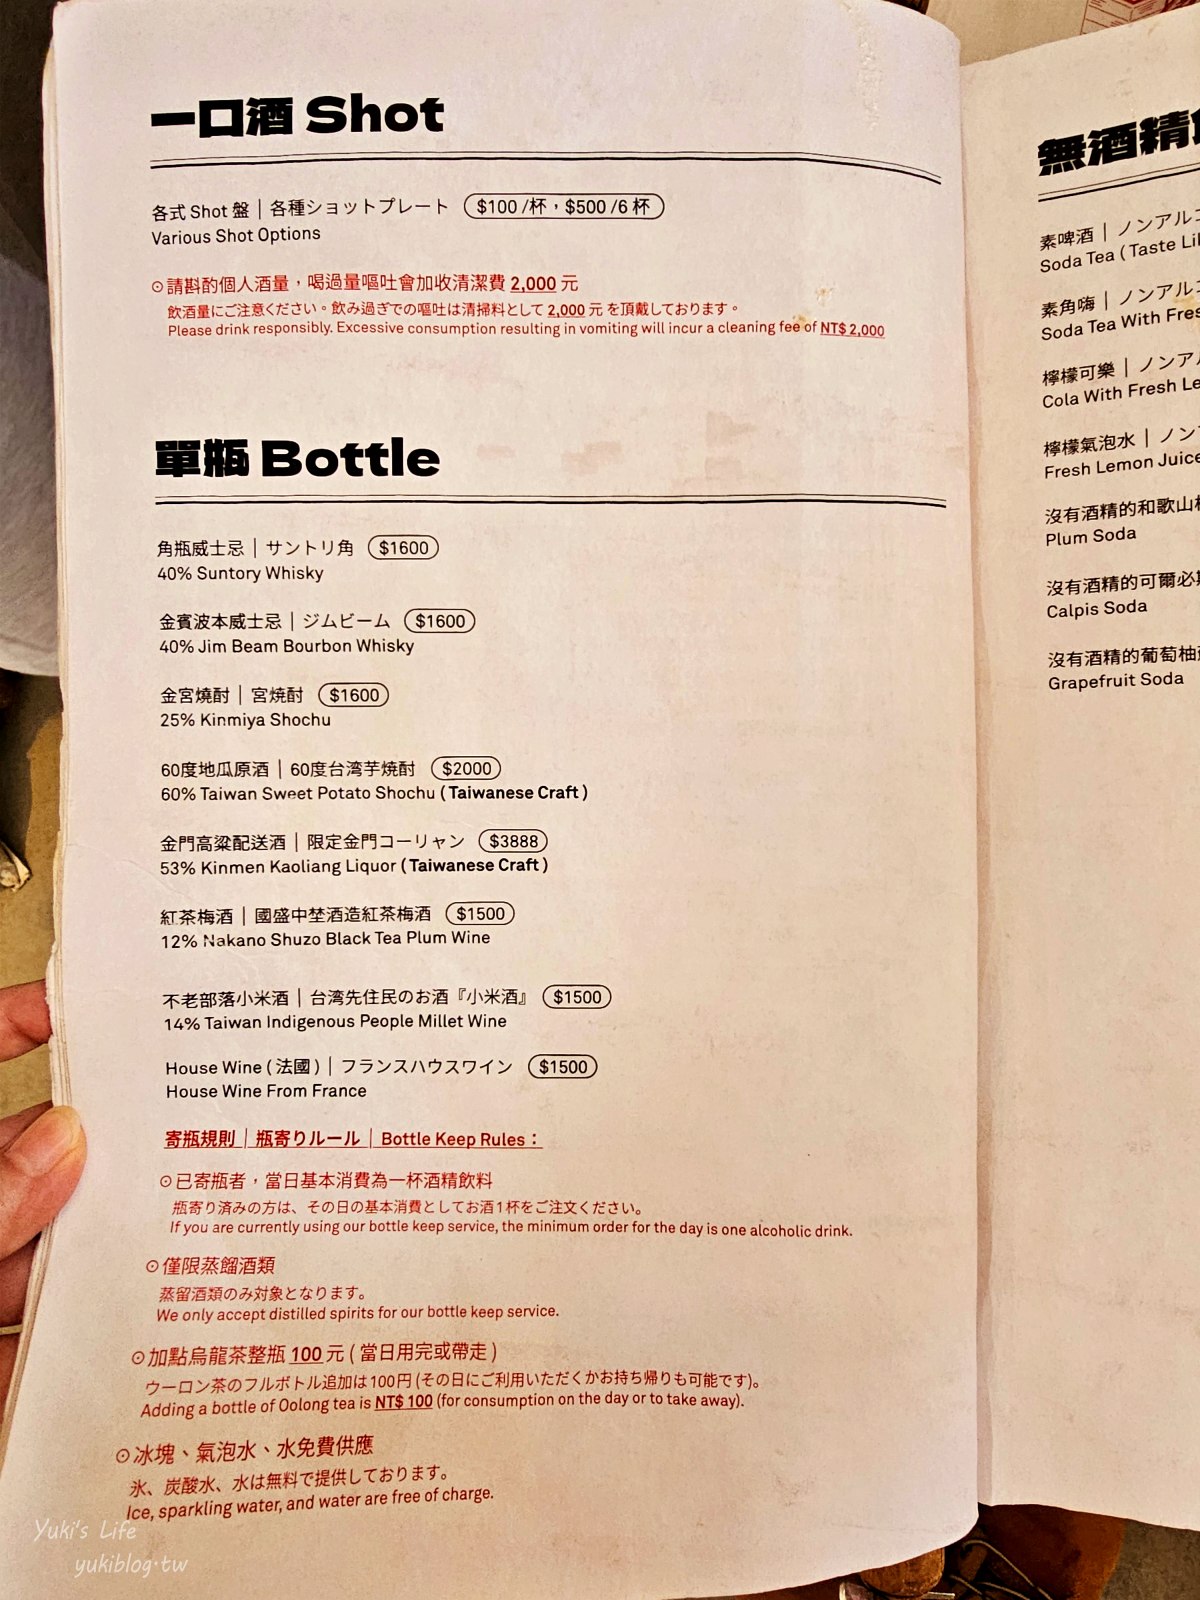 一口酒 Shot
各式 Shot 盤｜各種ショットプレート $100 /杯，$500 /6 杯
Various Shot Options
⊙請斟酌個人酒量，喝過量嘔吐會加收清潔費 2,000 元
飲酒量にご注意ください。飲み過ぎでの嘔吐は清掃料として 2,000 元 を頂戴しております。
Please drink responsibly. Excessive consumption resulting in vomiting will incur a cleaning fee of NT$ 2,000
單瓶 Bottle
角瓶威士忌｜サントリ角 $1600
40% Suntory Whisky
金賓波本威士忌｜ジムビーム $1600
40% Jim Beam Bourbon Whisky
金宮燒酎｜宮焼酎 $1600
25% Kinmiya Shochu
60度地瓜原酒｜60度台湾芋焼酎 $2000
60% Taiwan Sweet Potato Shochu ( Taiwanese Craft )
金門高粱配送酒｜限定金門コーリャン $3888
53% Kinmen Kaoliang Liquor ( Taiwanese Craft )
紅茶梅酒｜國盛中埜酒造紅茶梅酒 $1500
12% Nakano Shuzo Black Tea Plum Wine
不老部落小米酒｜台湾先住民のお酒『小米酒』 $1500
14% Taiwan Indigenous People Millet Wine
House Wine ( 法國 )｜フランスハウスワイン $1500
House Wine From France
寄瓶規則｜瓶寄りルール｜Bottle Keep Rules：
⊙已寄瓶者，當日基本消費為一杯酒精飲料
瓶寄り済みの方は、その日の基本消費としてお酒1杯をご注文ください。
If you are currently using our bottle keep service, the minimum order for the day is one alcoholic drink.
⊙僅限蒸餾酒類
蒸留酒類のみ対象となります。
We only accept distilled spirits for our bottle keep service.
⊙加點烏龍茶整瓶 100 元 ( 當日用完或帶走 )
ウーロン茶のフルボトル追加は100円 (その日にご利用いただくかお持ち帰りも可能です)。
Adding a bottle of Oolong tea is NT$ 100 (for consumption on the day or to take away).
⊙冰塊、氣泡水、水免費供應
氷、炭酸水、水は無料で提供しております。
Ice, sparkling water, and water are free of charge.
無酒精
素啤酒｜ノンアルコ
Soda Tea ( Taste Li
素角嗨｜ノンアルコ
Soda Tea With Fres
檸檬可樂｜ノンアル
Cola With Fresh Le
檸檬氣泡水｜ノン
Fresh Lemon Juice
沒有酒精的和歌山
Plum Soda
沒有酒精的可爾必
Calpis Soda
沒有酒精的葡萄柚
Grapefruit Soda
Yuki's Life
yukiblog.tw